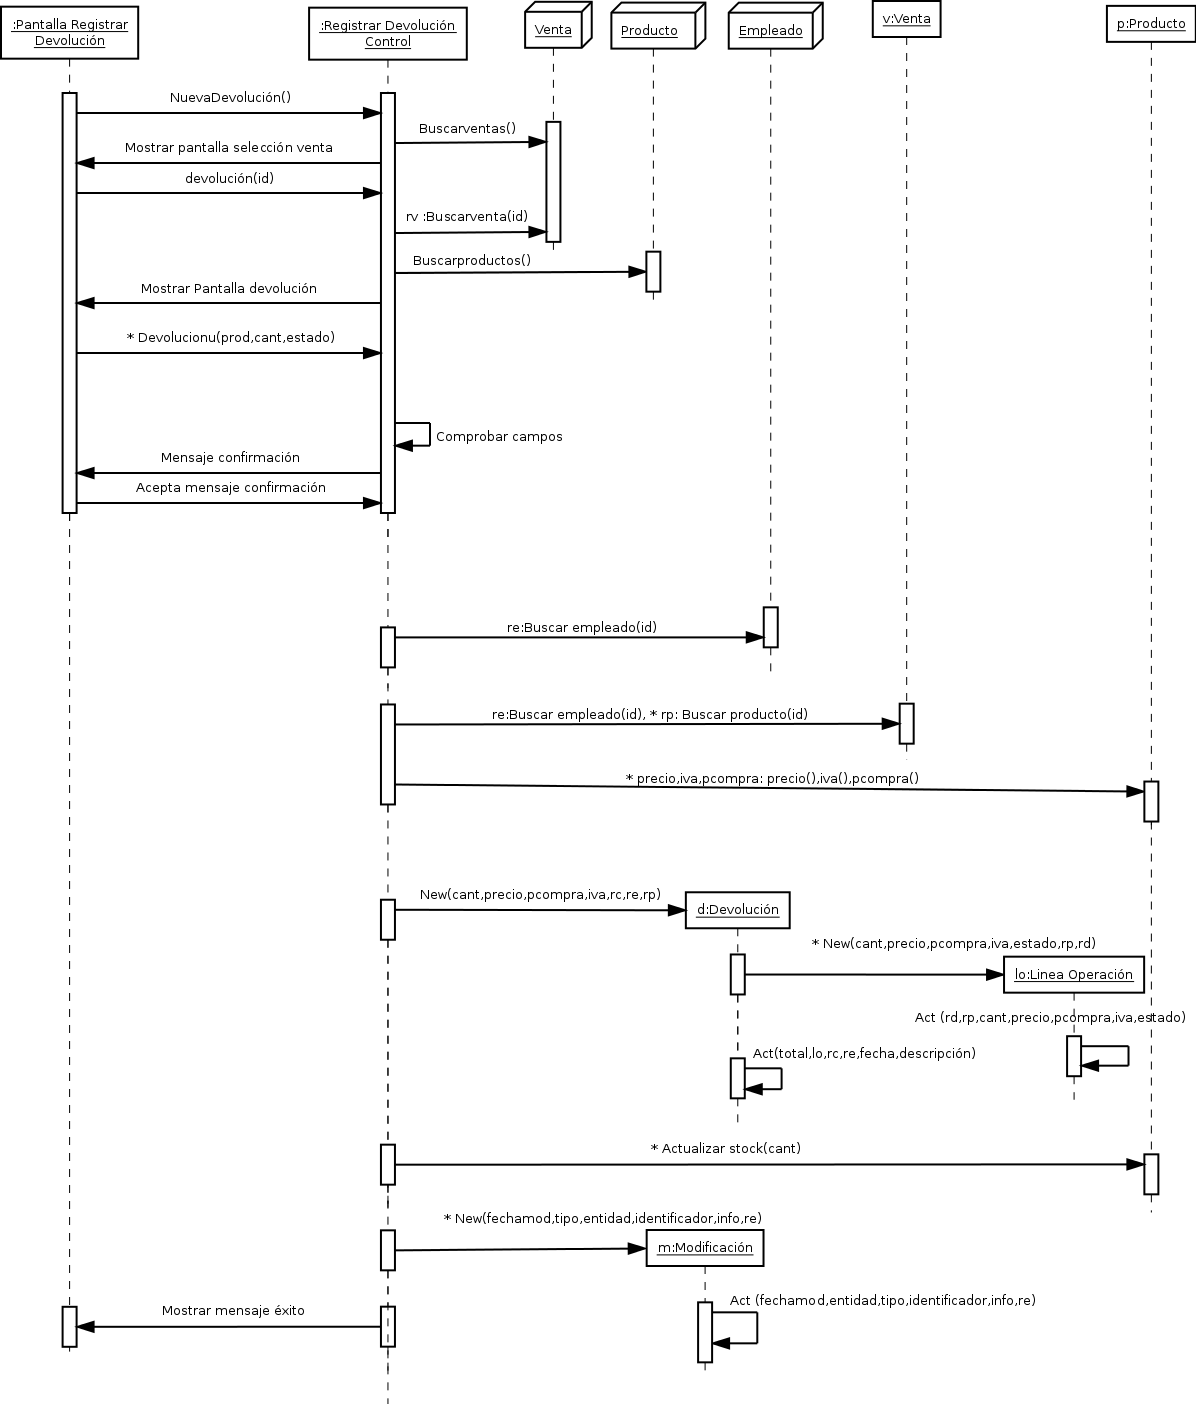 :Pantalla Registrar
Devolución
:Registrar Devolución
Control
Venta
Producto
Empleado
v:Venta
p:Producto
NuevaDevolución()
Buscarventas()
Mostrar pantalla selección venta
devolución(id)
rv :Buscarventa(id)
Buscarproductos()
Mostrar Pantalla devolución
* Devolucionu(prod,cant,estado)
Comprobar campos
Mensaje confirmación
Acepta mensaje confirmación
re:Buscar empleado(id)
re:Buscar empleado(id), * rp: Buscar producto(id)
* precio,iva,pcompra: precio(),iva(),pcompra()
New(cant,precio,pcompra,iva,rc,re,rp)
d:Devolución
* New(cant,precio,pcompra,iva,estado,rp,rd)
lo:Linea Operación
Act (rd,rp,cant,precio,pcompra,iva,estado)
Act(total,lo,rc,re,fecha,descripción)
* Actualizar stock(cant)
* New(fechamod,tipo,entidad,identificador,info,re)
m:Modificación
Act (fechamod,entidad,tipo,identificador,info,re)
Mostrar mensaje éxito